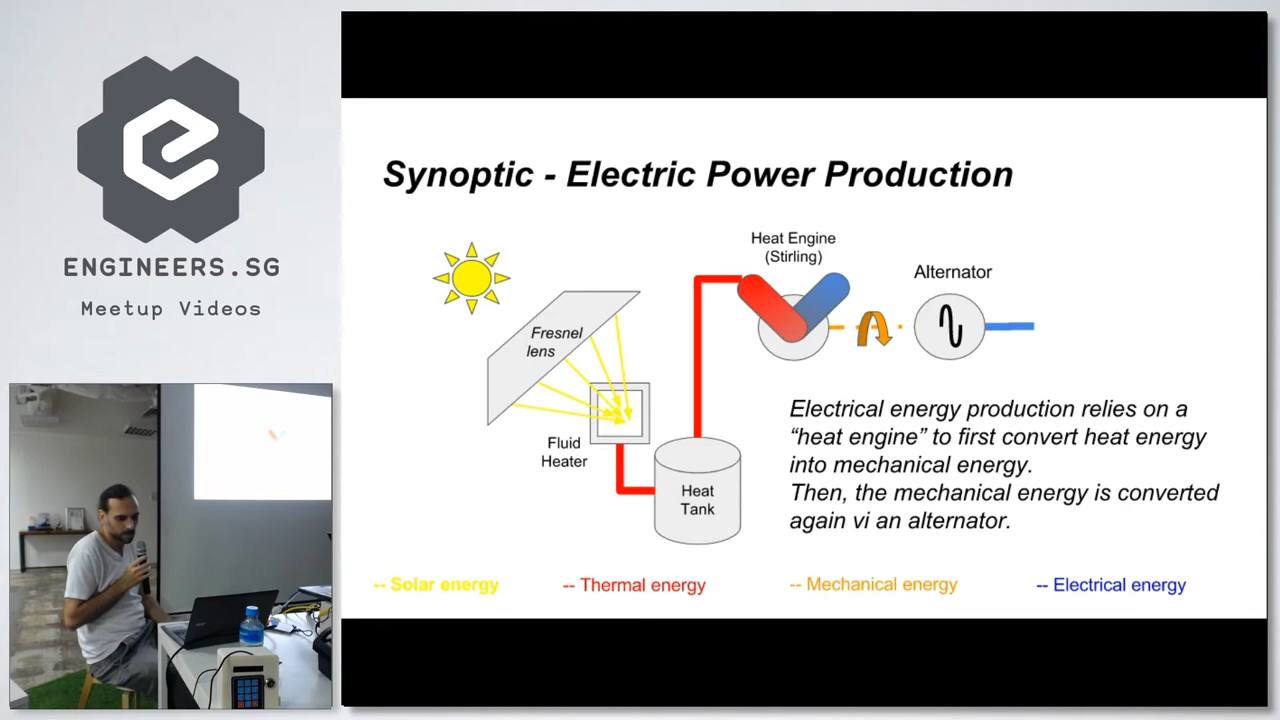 ENGINEERS.SG
Meetup Videos
Synoptic - Electric Power Production
Heat Engine
(Stirling)
Alternator
Fresnel
lens
Fluid
Heater
Heat
Tank
Electrical energy production relies on a
“heat engine” to first convert heat energy
into mechanical energy.
Then, the mechanical energy is converted
again vi an alternator.
-- Solar energy
-- Thermal energy
-- Mechanical energy
-- Electrical energy